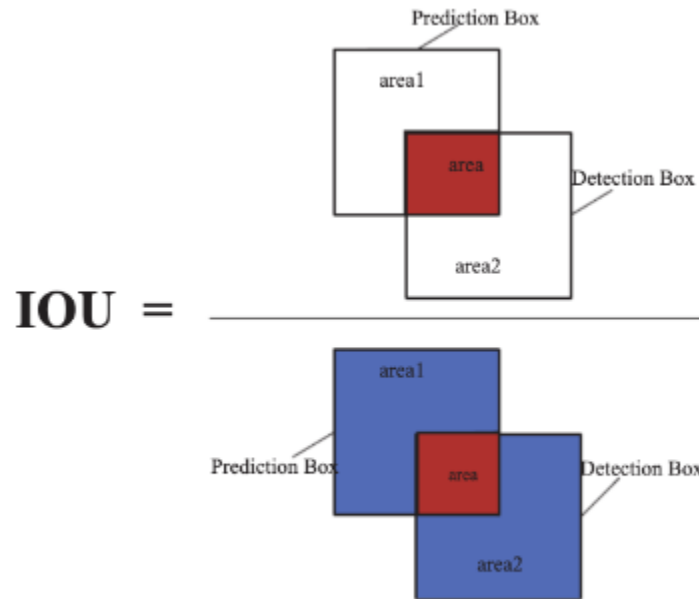 Prediction Box
area1
area
Detection Box
area2
IOU =
area1
Prediction Box
area
Detection Box
area2